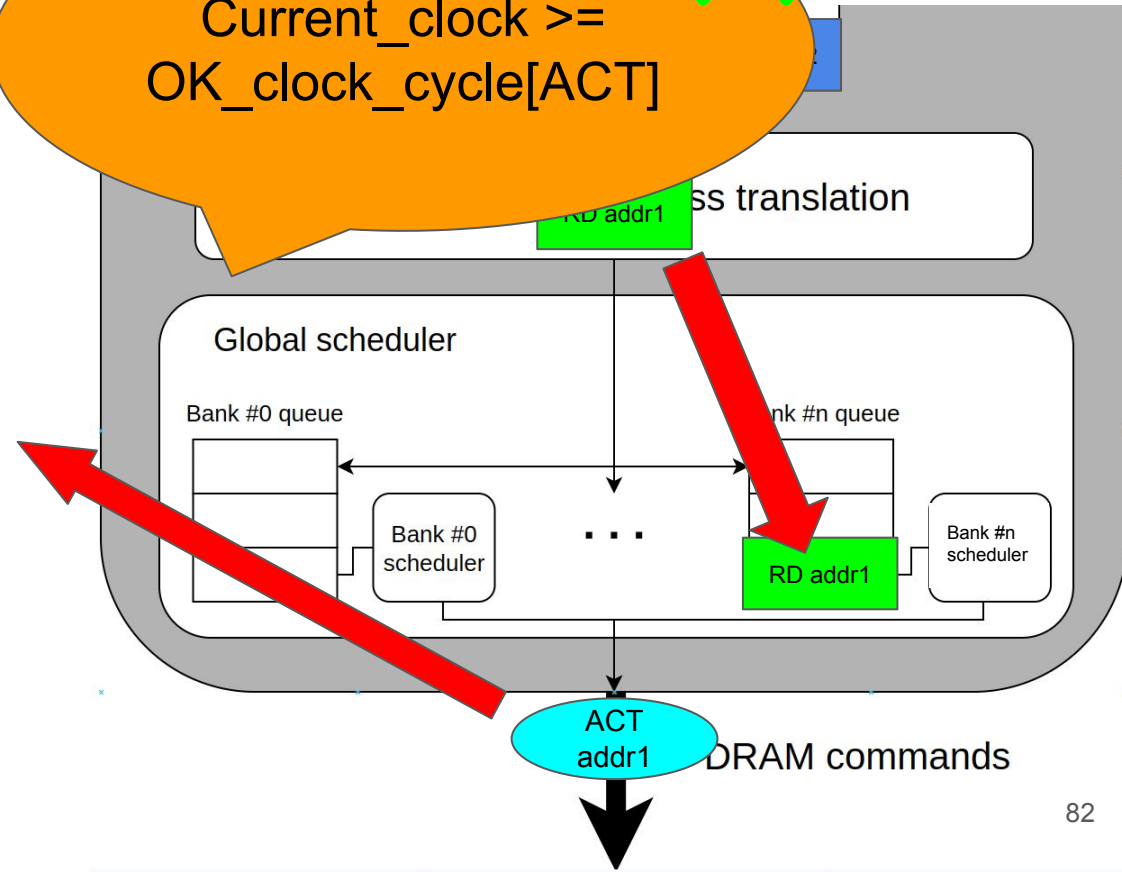 Current_clock >=
OK_clock_cycle[ACT]
ss translation
RD addr1
Global scheduler
Bank #0 queue
nk #n queue
Bank #0
scheduler
. . .
Bank #n
scheduler
RD addr1
ACT
addr1
DRAM commands
82